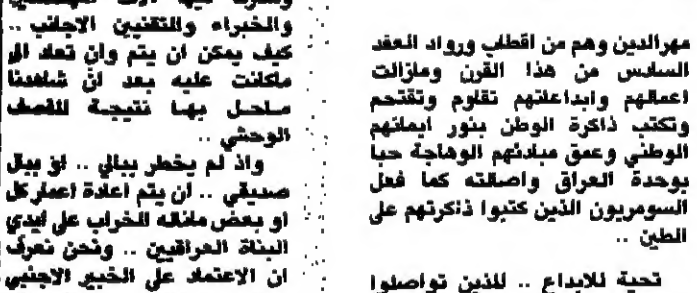 مهرالدين وهم من اقطاب ورواد العقد
السادس من هذا القرن ومازالت
اعمالهم وابداعاتهم تقاوم وتقتحم
وتكتب ذاكرة الوطن بنور ايمانهم
الوطني وعمق مبادئهم الوهاجة حبا
بوحدة العراق واصالته كما فعل
السومريون الذين كتبوا ذاكرتهم على
الطين ..
تحية للابداع .. للذين تواصلوا
والخبراء والتقنيين الاجانب ..
كيف يمكن ان يتم وان تعاد الى
ماكانت عليه بعد ان شاهدنا
ماحل بها نتيجة للقصف
الوحشي ..
واذ لم يخطر ببالي .. او ببال
صديقي .. ان يتم اعادة اعمار كل
او بعض ماناله الخراب على ايدي
البناة العراقيين .. ونحن نعرف
ان الاعتماد على الخبير الاجنبي